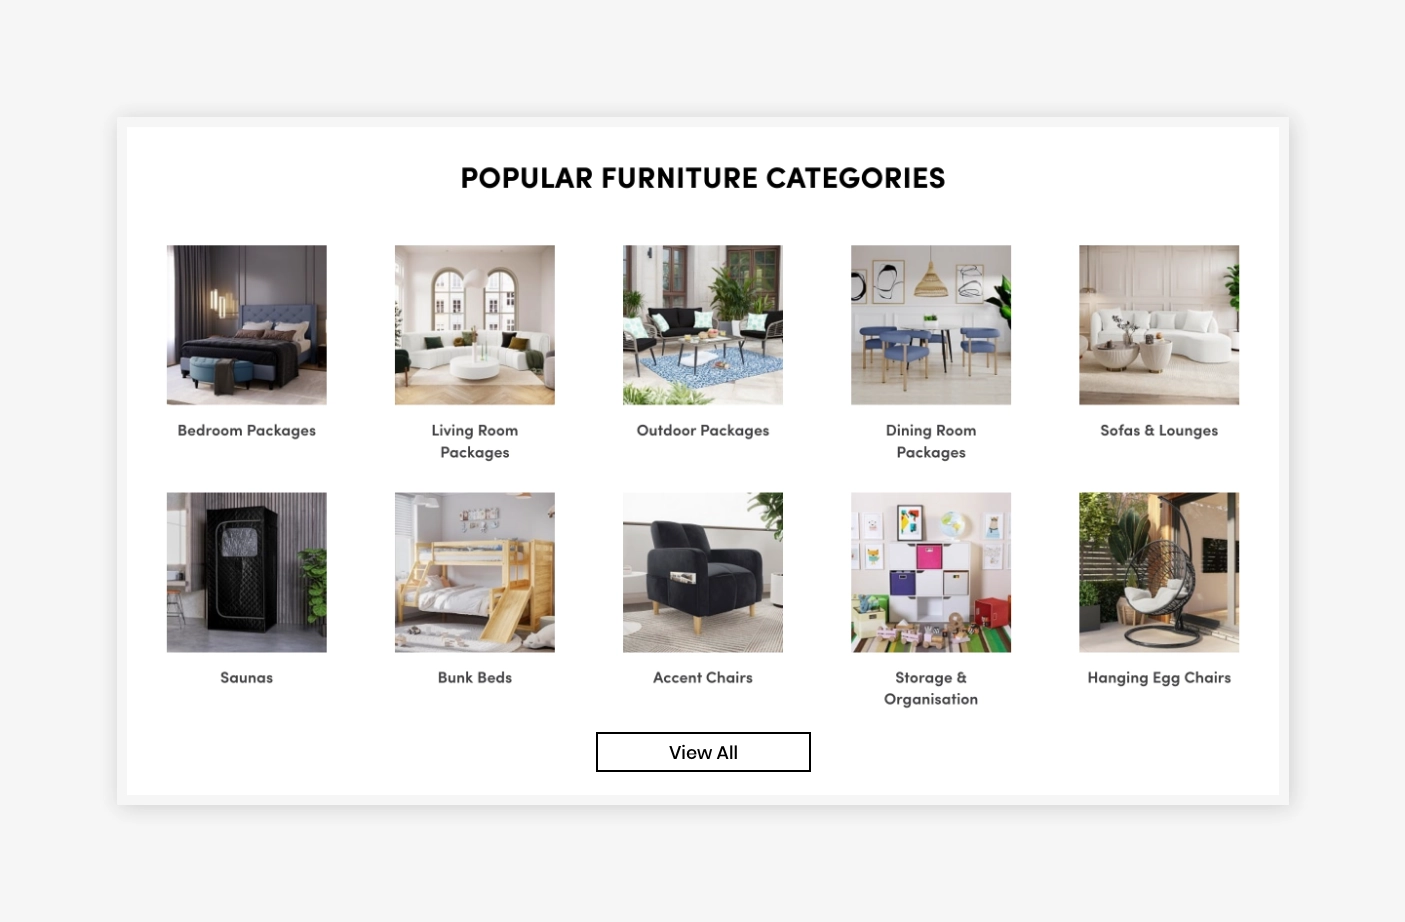 POPULAR FURNITURE CATEGORIES
Bedroom Packages
Living Room
Packages
Outdoor Packages
Dining Room
Packages
Sofas & Lounges
Saunas
Bunk Beds
Accent Chairs
Storage &
Organisation
Hanging Egg Chairs
View All